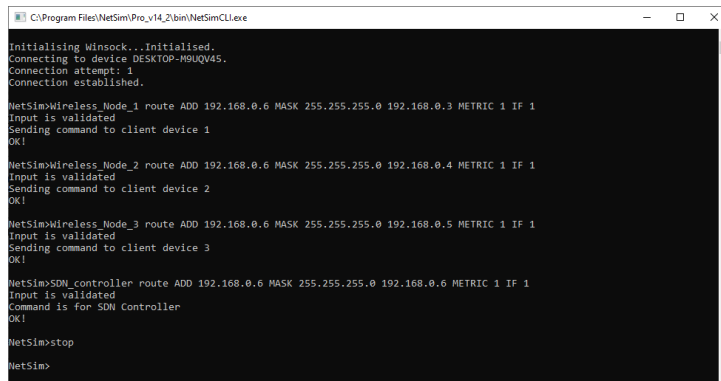 C:\Program Files\NetSim\Pro_v14_2\bin\NetSimCLI.exe
Initialising Winsock...Initialised.
Connecting to device DESKTOP-M9UQV45.
Connection attempt: 1
Connection established.
NetSim>Wireless_Node_1 route ADD 192.168.0.6 MASK 255.255.255.0 192.168.0.3 METRIC 1 IF 1
Input is validated
Sending command to client device 1
OK!
NetSim>Wireless_Node_2 route ADD 192.168.0.6 MASK 255.255.255.0 192.168.0.4 METRIC 1 IF 1
Input is validated
Sending command to client device 2
OK!
NetSim>Wireless_Node_3 route ADD 192.168.0.6 MASK 255.255.255.0 192.168.0.5 METRIC 1 IF 1
Input is validated
Sending command to client device 3
OK!
NetSim>SDN_controller route ADD 192.168.0.6 MASK 255.255.255.0 192.168.0.6 METRIC 1 IF 1
Input is validated
Command is for SDN Controller
OK!
NetSim>stop
NetSim>